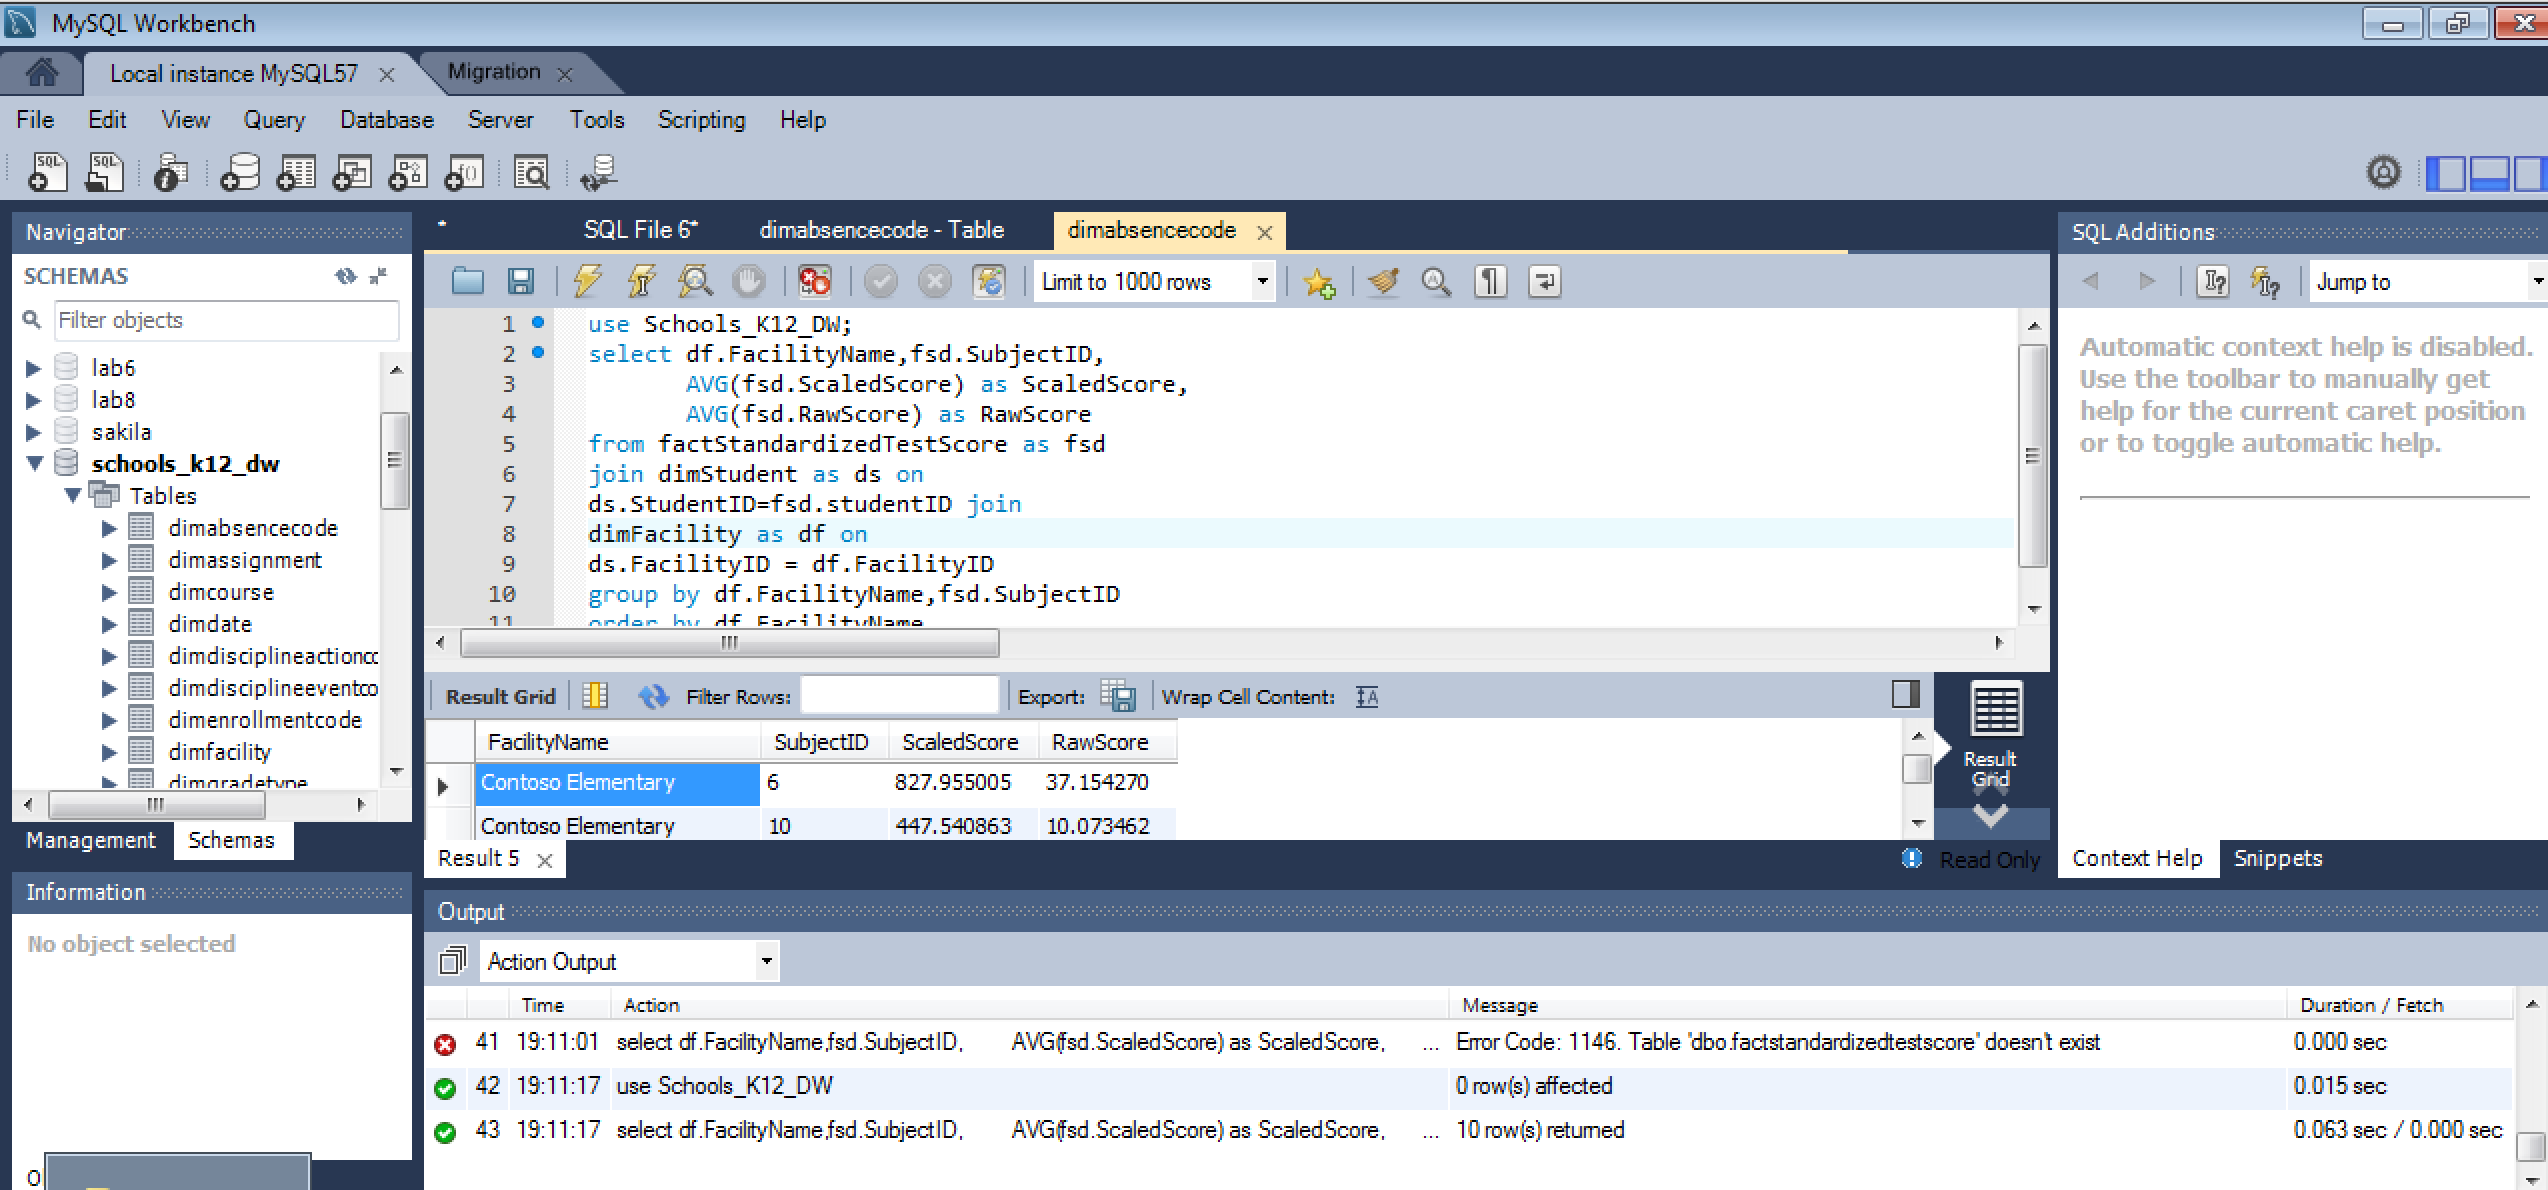 MySQL Workbench
Local instance MySQL57
Migration
File Edit View Query Database Server Tools Scripting Help
SQL SQL
Navigator
SCHEMAS
Filter objects
lab6
lab8
sakila
schools_k12_dw
Tables
dimabsencecode
dimassignment
dimcourse
dimdate
dimdisciplineactionco
dimdisciplineeventco
dimenrollmentcode
dimfacility
dimgradetype
Management Schemas
Information
No object selected
* SQL File 6* dimabsencecode - Table dimabsencecode
Limit to 1000 rows
1 use Schools_K12_DW;
2 select df.FacilityName,fsd.SubjectID,
3 AVG(fsd.ScaledScore) as ScaledScore,
4 AVG(fsd.RawScore) as RawScore
5 from factStandardizedTestScore as fsd
6 join dimStudent as ds on
7 ds.StudentID=fsd.studentID join
8 dimFacility as df on
9 ds.FacilityID = df.FacilityID
10 group by df.FacilityName,fsd.SubjectID
11 order by df.FacilityName
Result Grid Filter Rows: Export: Wrap Cell Content:
FacilityName SubjectID ScaledScore RawScore
Contoso Elementary 6 827.955005 37.154270
Contoso Elementary 10 447.540863 10.073462
Result Grid
Result 5
Read Only
SQL Additions
Jump to
Automatic context help is disabled.
Use the toolbar to manually get
help for the current caret position
or to toggle automatic help.
Context Help Snippets
Output
Action Output
Time Action Message Duration / Fetch
41 19:11:01 select df.FacilityName,fsd.SubjectID, AVG(fsd.ScaledScore) as ScaledScore, ... Error Code: 1146. Table 'dbo.factstandardizedtestscore' doesn't exist 0.000 sec
42 19:11:17 use Schools_K12_DW 0 row(s) affected 0.015 sec
43 19:11:17 select df.FacilityName,fsd.SubjectID, AVG(fsd.ScaledScore) as ScaledScore, ... 10 row(s) returned 0.063 sec / 0.000 sec